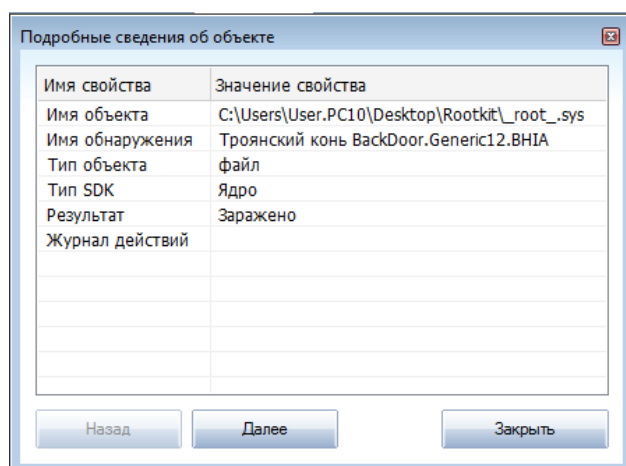 Подробные сведения об объекте
Имя свойства Значение свойства
Имя объекта C:\Users\User.PC10\Desktop\Rootkit\_root_.sys
Имя обнаружения Троянский конь BackDoor.Generic12.BHIA
Тип объекта файл
Тип SDK Ядро
Результат Заражено
Журнал действий
Назад Далее Закрыть